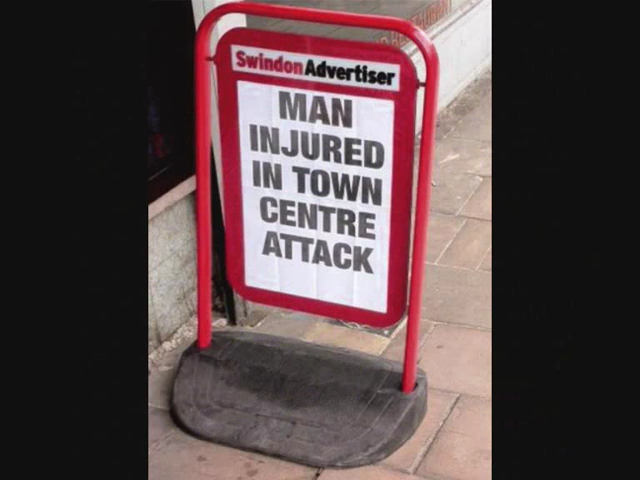 SwindonAdvertiser
MAN
INJURED
IN TOWN
CENTRE
ATTACK